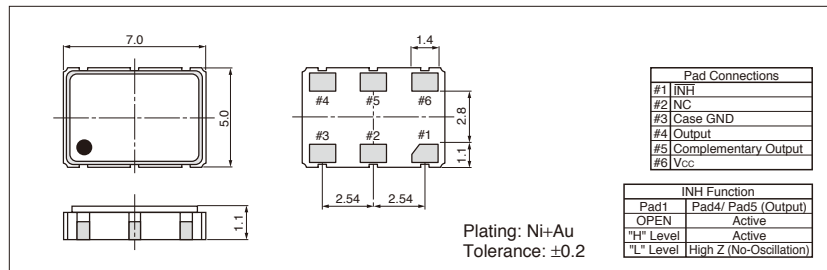 7.0
5.0
1.1
1.4
#4 #5 #6
#3 #2 #1
2.8
1.1
2.54 2.54
Plating: Ni+Au
Tolerance: ±0.2
Pad Connections
#1 I̅N̅H̅
#2 NC
#3 Case GND
#4 Output
#5 Complementary Output
#6 Vcc
INH Function
Pad1 Pad4/ Pad5 (Output)
OPEN Active
"H" Level Active
"L" Level High Z (No-Oscillation)